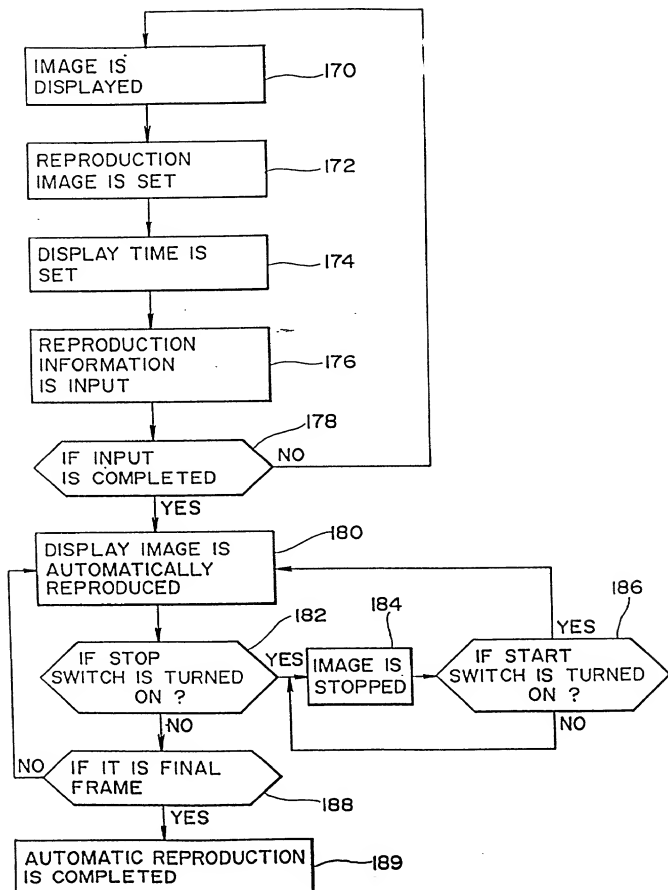 IMAGE IS
DISPLAYED
170
REPRODUCTION
IMAGE IS SET
172
DISPLAY TIME IS
SET
174
REPRODUCTION
INFORMATION
IS INPUT
176
178
IF INPUT
IS COMPLETED
NO
YES
DISPLAY IMAGE IS
AUTOMATICALLY
REPRODUCED
180
182
IF STOP
SWITCH IS TURNED
ON ?
YES
NO
184
IMAGE IS
STOPPED
186
YES
IF START
SWITCH IS TURNED
ON ?
NO
NO
IF IT IS FINAL
FRAME
188
YES
AUTOMATIC REPRODUCTION
IS COMPLETED
189